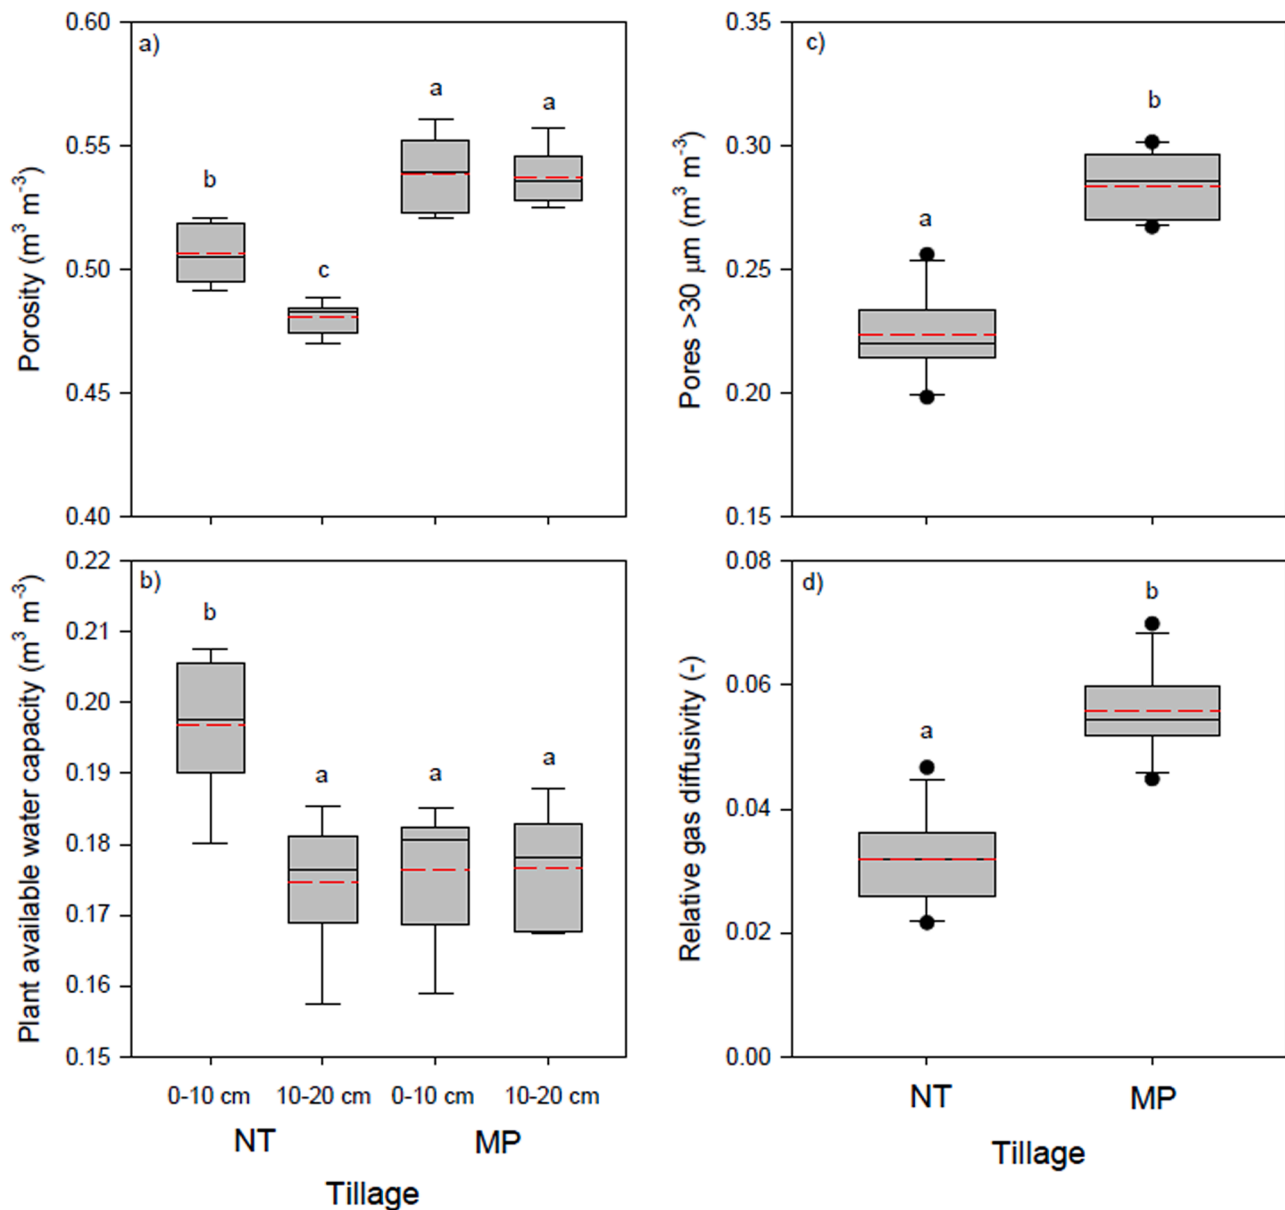 a)
Porosity (m³ m⁻³)
0.60
0.55
0.50
0.45
0.40
b
c
a
a
c)
Pores >30 μm (m³ m⁻³)
0.35
0.30
0.25
0.20
0.15
a
b
b)
Plant available water capacity (m³ m⁻³)
0.22
0.21
0.20
0.19
0.18
0.17
0.16
0.15
b
a
a
a
0-10 cm 10-20 cm 0-10 cm 10-20 cm
NT MP
Tillage
d)
Relative gas diffusivity (-)
0.08
0.06
0.04
0.02
0.00
a
b
NT MP
Tillage